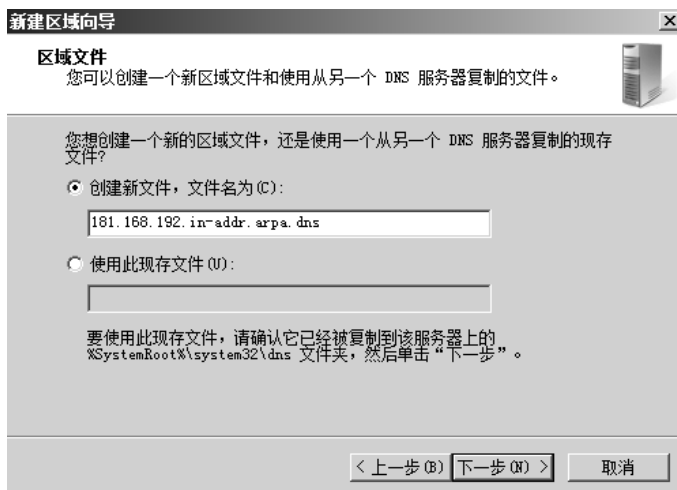 新建区域向导
区域文件
您可以创建一个新区域文件和使用从另一个 DNS 服务器复制的文件。
您想创建一个新的区域文件，还是使用一个从另一个 DNS 服务器复制的现存
文件?
创建新文件，文件名为(C):
181.168.192.in-addr.arpa.dns
使用此现存文件(U):
要使用此现存文件，请确认它已经被复制到该服务器上的
%SystemRoot%\system32\dns 文件夹，然后单击“下一步”。
< 上一步(B) 下一步(N) > 取消